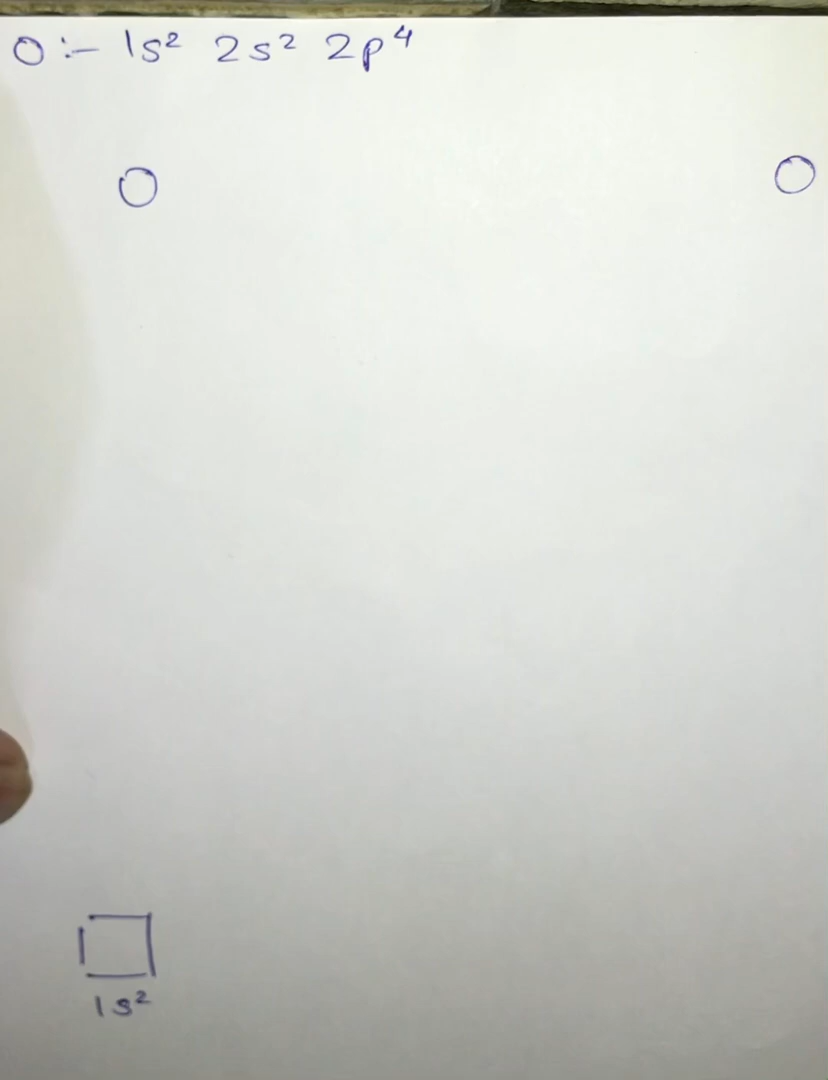 O :- 1s² 2s² 2p⁴
O O
1s²